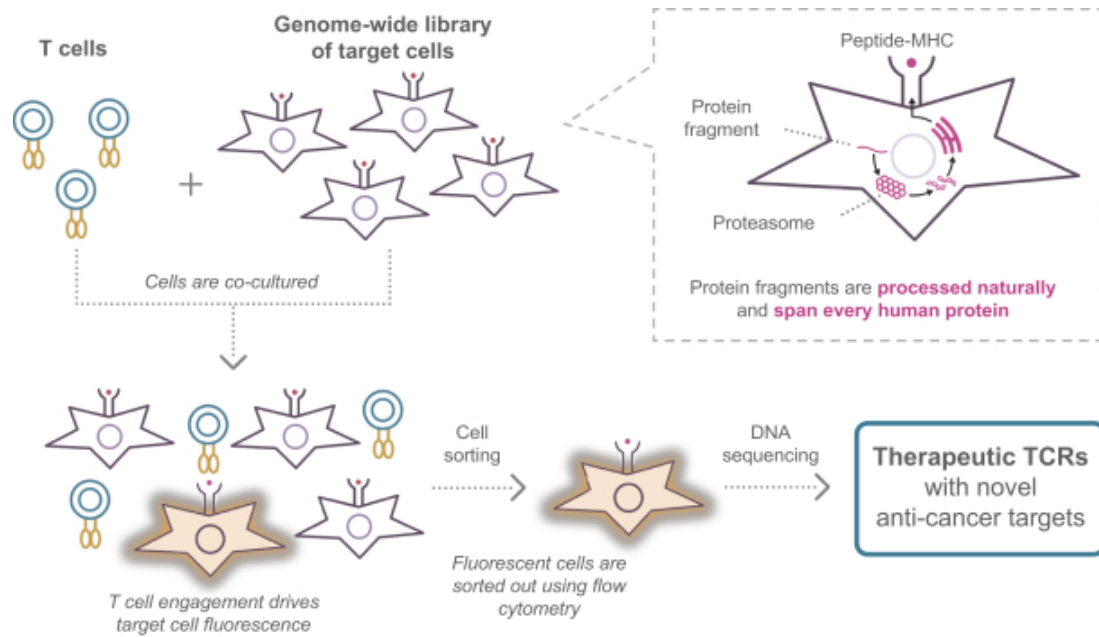 T cells
Genome-wide library
of target cells
+
Cells are co-cultured
Peptide-MHC
Protein
fragment
Proteasome
Protein fragments are processed naturally
and span every human protein
T cell engagement drives
target cell fluorescence
Cell
sorting
Fluorescent cells are
sorted out using flow
cytometry
DNA
sequencing
Therapeutic TCRs
with novel
anti-cancer targets